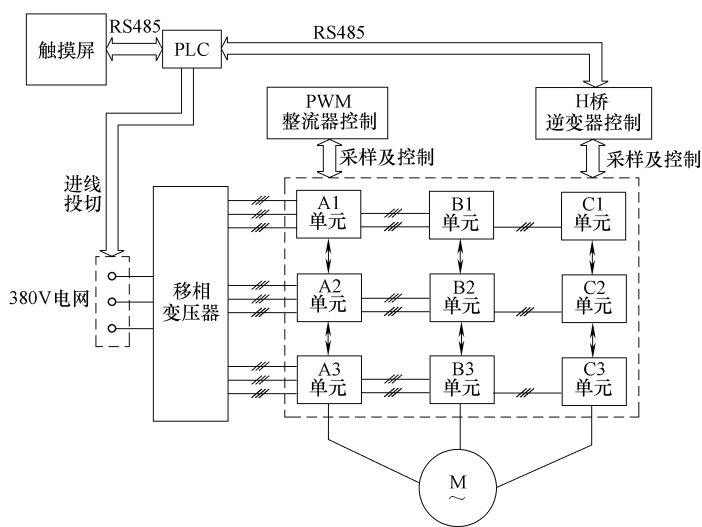 触摸屏
RS485
PLC
RS485
PWM
整流器控制
H桥
逆变器控制
采样及控制
采样及控制
进线
投切
380V电网
移相
变压器
A1
单元
B1
单元
C1
单元
A2
单元
B2
单元
C2
单元
A3
单元
B3
单元
C3
单元
M
~